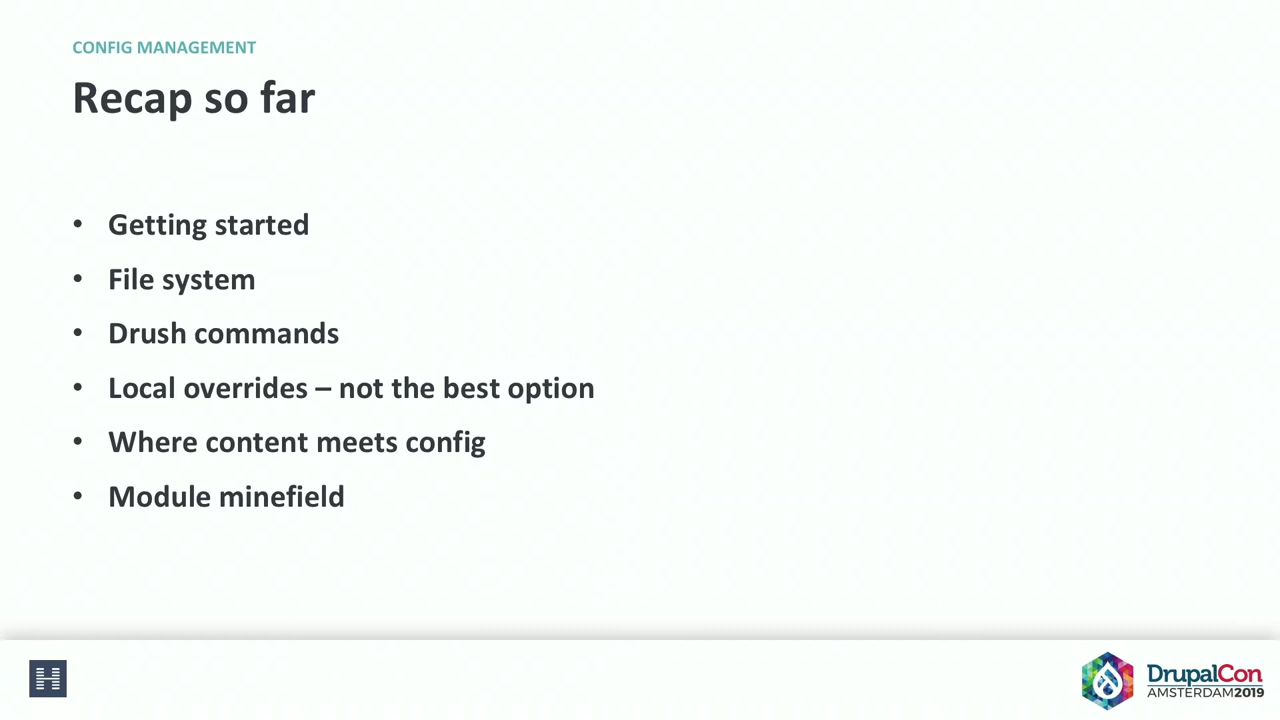 CONFIG MANAGEMENT
Recap so far
• Getting started
• File system
• Drush commands
• Local overrides – not the best option
• Where content meets config
• Module minefield
H
DrupalCon
AMSTERDAM2019